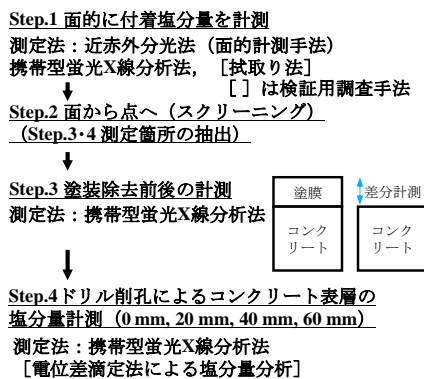 Step.1 面的に付着塩分量を計測
測定法：近赤外分光法（面的計測手法）
携帯型蛍光X線分析法，［拭取り法］
［ ］は検証用調査手法
Step.2 面から点へ（スクリーニング）
（Step.3･4 測定箇所の抽出）
Step.3 塗装除去前後の計測
測定法：携帯型蛍光X線分析法
塗膜
差分計測
コンク
リート
コンク
リート
Step.4ドリル削孔によるコンクリート表層の
塩分量計測（0 mm, 20 mm, 40 mm, 60 mm）
測定法：携帯型蛍光X線分析法
［電位差滴定法による塩分量分析］